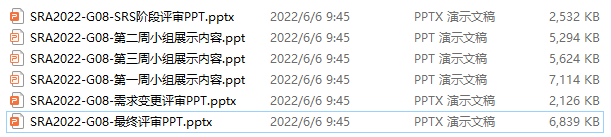 SRA2022-G08-SRS阶段评审PPT.pptx 2022/6/6 9:45 PPTX 演示文稿 2,532 KB
SRA2022-G08-第二周小组展示内容.ppt 2022/6/6 9:45 PPT 演示文稿 5,294 KB
SRA2022-G08-第三周小组展示内容.ppt 2022/6/6 9:45 PPT 演示文稿 5,624 KB
SRA2022-G08-第一周小组展示内容.ppt 2022/6/6 9:45 PPT 演示文稿 7,114 KB
SRA2022-G08-需求变更评审PPT.pptx 2022/6/6 9:45 PPTX 演示文稿 2,126 KB
SRA2022-G08-最终评审PPT.pptx 2022/6/6 9:45 PPTX 演示文稿 6,839 KB